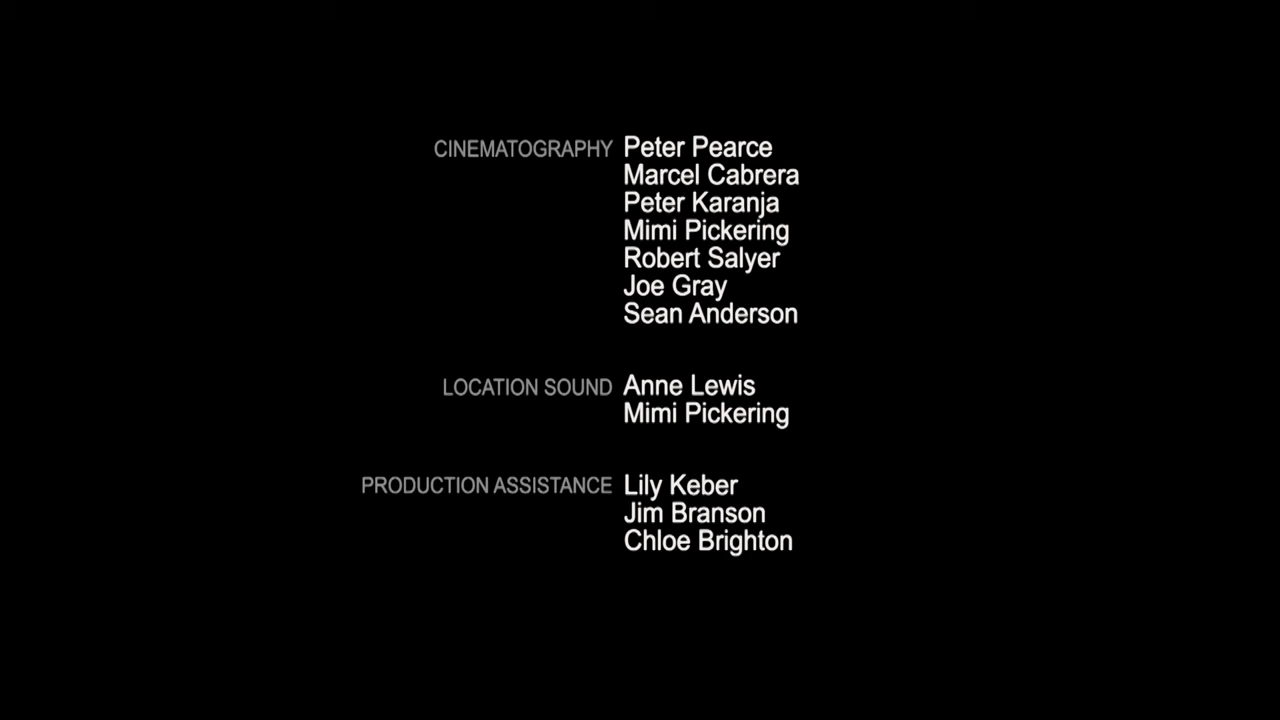 CINEMATOGRAPHY Peter Pearce
Marcel Cabrera
Peter Karanja
Mimi Pickering
Robert Salyer
Joe Gray
Sean Anderson
LOCATION SOUND Anne Lewis
Mimi Pickering
PRODUCTION ASSISTANCE Lily Keber
Jim Branson
Chloe Brighton